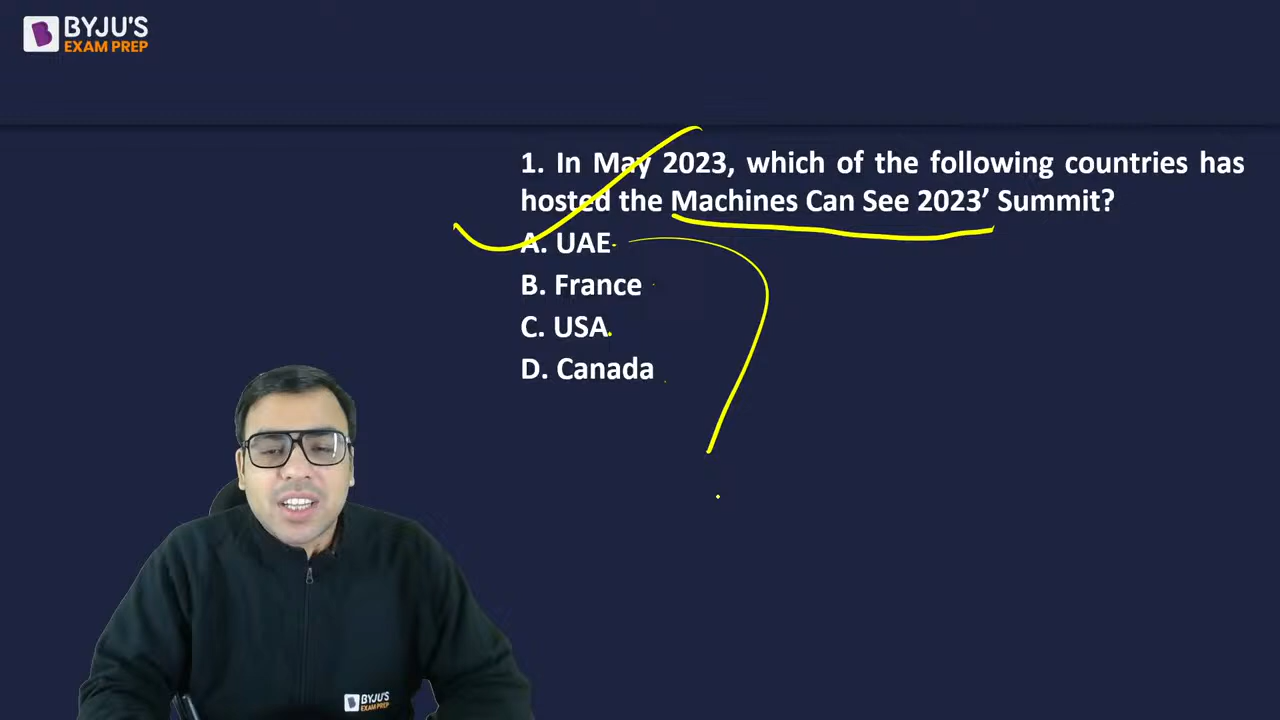 BYJU'S
EXAM PREP
1. In May 2023, which of the following countries has
hosted the Machines Can See 2023’ Summit?
A. UAE
B. France
C. USA
D. Canada
BYJU'S
EXAM PREP